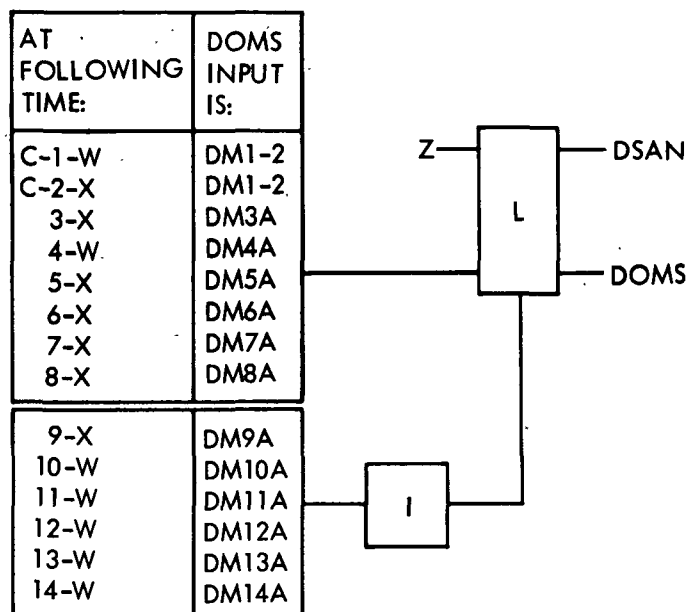 AT FOLLOWING TIME: DOMS INPUT IS:
C-1-W DM1-2
C-2-X DM1-2
3-X DM3A
4-W DM4A
5-X DM5A
6-X DM6A
7-X DM7A
8-X DM8A
9-X DM9A
10-W DM10A
11-W DM11A
12-W DM12A
13-W DM13A
14-W DM14A
Z
L
DSAN
DOMS
I